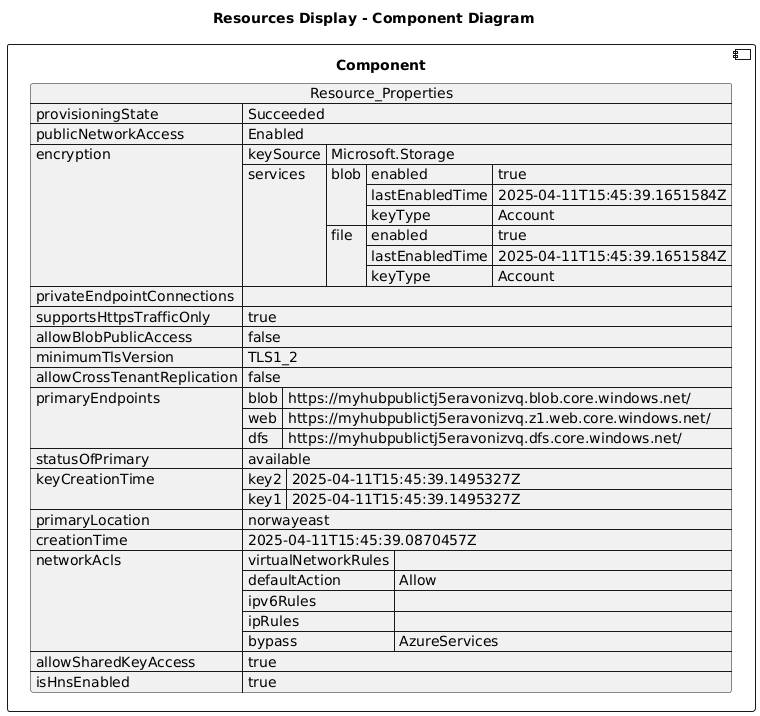 Resources Display - Component Diagram
Component
Resource_Properties
provisioningState Succeeded
publicNetworkAccess Enabled
encryption keySource Microsoft.Storage
services blob enabled true
lastEnabledTime 2025-04-11T15:45:39.1651584Z
keyType Account
file enabled true
lastEnabledTime 2025-04-11T15:45:39.1651584Z
keyType Account
privateEndpointConnections
supportsHttpsTrafficOnly true
allowBlobPublicAccess false
minimumTlsVersion TLS1_2
allowCrossTenantReplication false
primaryEndpoints blob https://myhubpublictj5eravonizvq.blob.core.windows.net/
web https://myhubpublictj5eravonizvq.z1.web.core.windows.net/
dfs https://myhubpublictj5eravonizvq.dfs.core.windows.net/
statusOfPrimary available
keyCreationTime key2 2025-04-11T15:45:39.1495327Z
key1 2025-04-11T15:45:39.1495327Z
primaryLocation norwayeast
creationTime 2025-04-11T15:45:39.0870457Z
networkAcls virtualNetworkRules
defaultAction Allow
ipv6Rules
ipRules
bypass AzureServices
allowSharedKeyAccess true
isHnsEnabled true